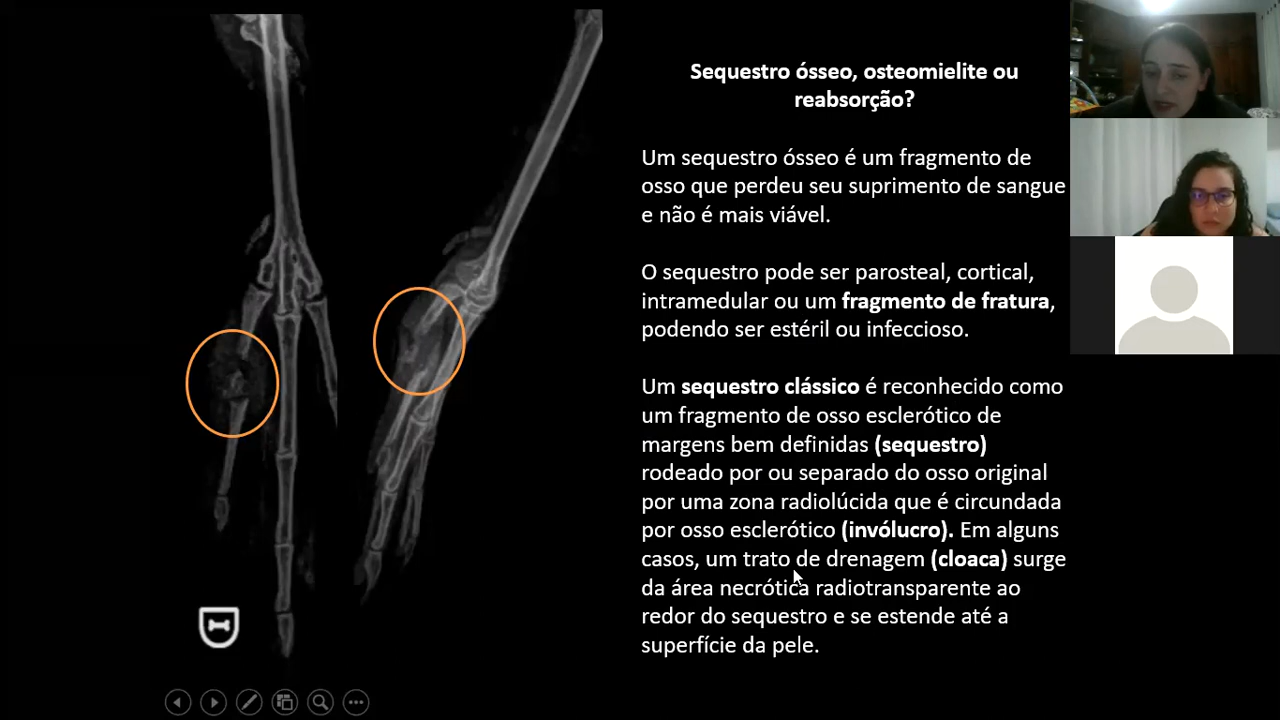 Sequestro ósseo, osteomielite ou
reabsorção?
Um sequestro ósseo é um fragmento de
osso que perdeu seu suprimento de sangue
e não é mais viável.
O sequestro pode ser parosteal, cortical,
intramedular ou um fragmento de fratura,
podendo ser estéril ou infeccioso.
Um sequestro clássico é reconhecido como
um fragmento de osso esclerótico de
margens bem definidas (sequestro)
rodeado por ou separado do osso original
por uma zona radiolúcida que é circundada
por osso esclerótico (invólucro). Em alguns
casos, um trato de drenagem (cloaca) surge
da área necrótica radiotransparente ao
redor do sequestro e se estende até a
superfície da pele.